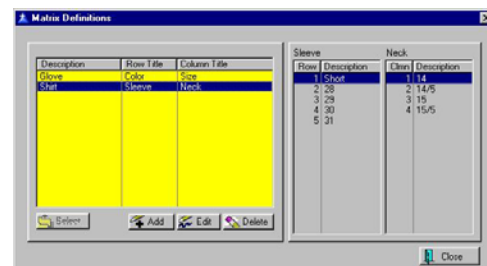 Matrix Definitions
Description Row Title Column Title
Glove Color Size
Shirt Sleeve Neck
Select Add Edit Delete
Sleeve
Row Description
1 Short
2 28
3 29
4 30
5 31
Neck
Clmn Description
1 14
2 14/5
3 15
4 15/5
Close